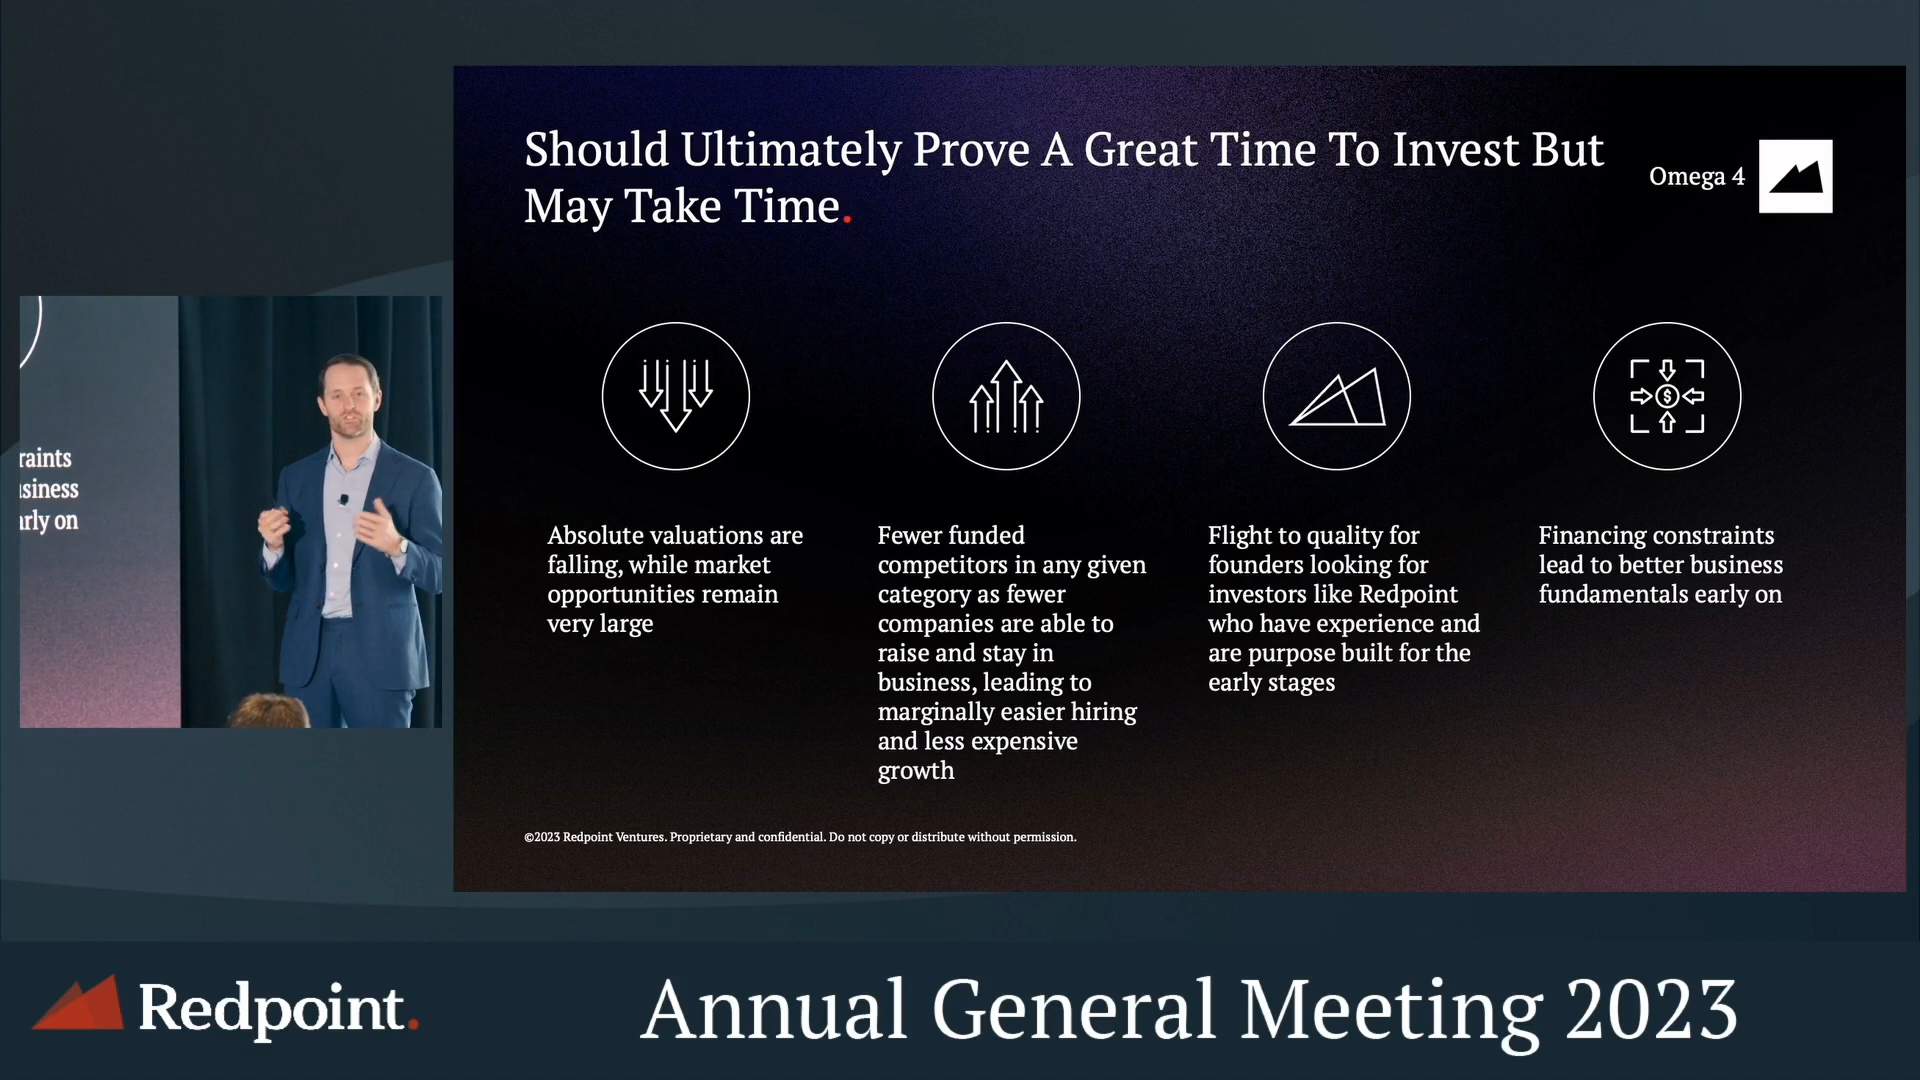 Should Ultimately Prove A Great Time To Invest But
May Take Time.
Omega 4
Absolute valuations are
falling, while market
opportunities remain
very large
Fewer funded
competitors in any given
category as fewer
companies are able to
raise and stay in
business, leading to
marginally easier hiring
and less expensive
growth
Flight to quality for
founders looking for
investors like Redpoint
who have experience and
are purpose built for the
early stages
$
Financing constraints
lead to better business
fundamentals early on
©2023 Redpoint Ventures. Proprietary and confidential. Do not copy or distribute without permission.
raints
siness
rly on
Redpoint.
Annual General Meeting 2023